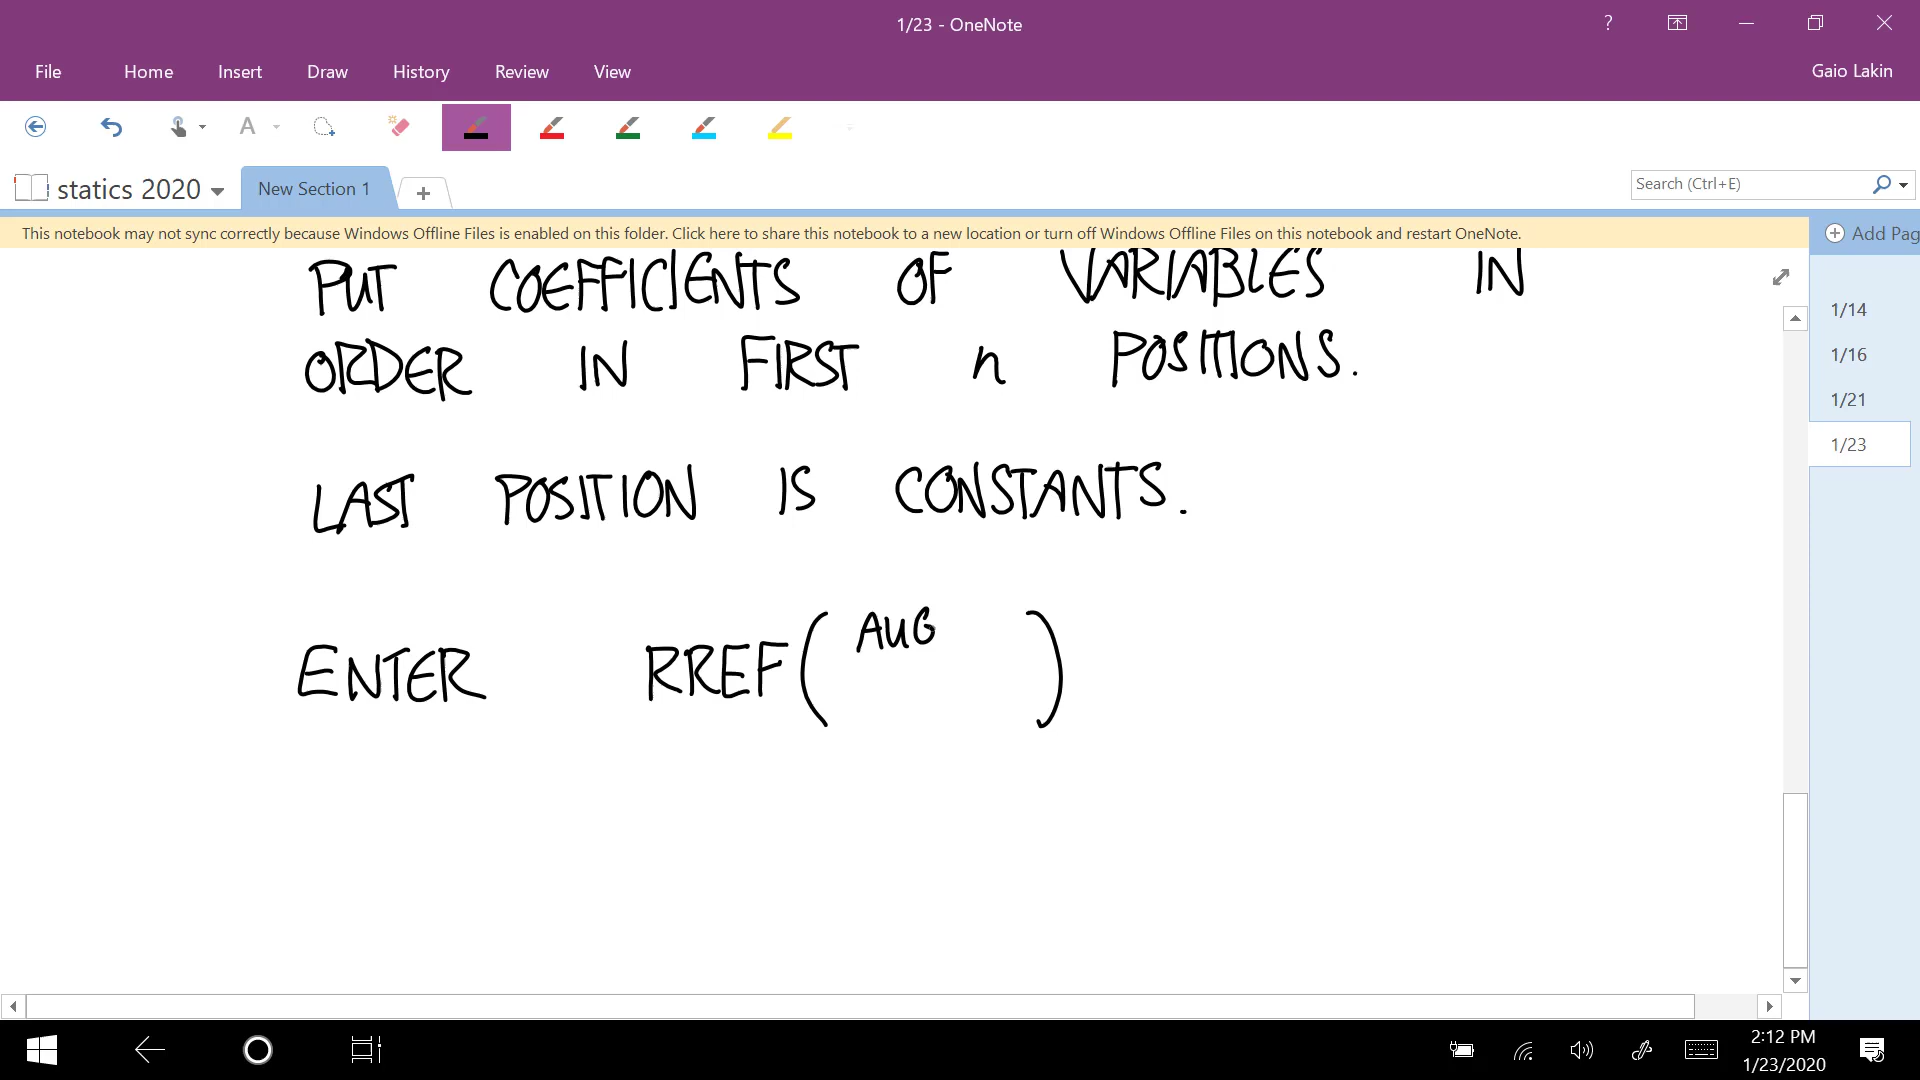 1/23 - OneNote
?
File Home Insert Draw History Review View
Gaio Lakin
A
statics 2020
New Section 1
+
Search (Ctrl+E)
This notebook may not sync correctly because Windows Offline Files is enabled on this folder. Click here to share this notebook to a new location or turn off Windows Offline Files on this notebook and restart OneNote.
Add Pag
1/14
1/16
1/21
1/23
PUT COEFFICIENTS OF VARIABLES IN
ORDER IN FIRST n POSITIONS.
LAST POSITION IS CONSTANTS.
ENTER RREF( AUG )
2:12 PM
1/23/2020